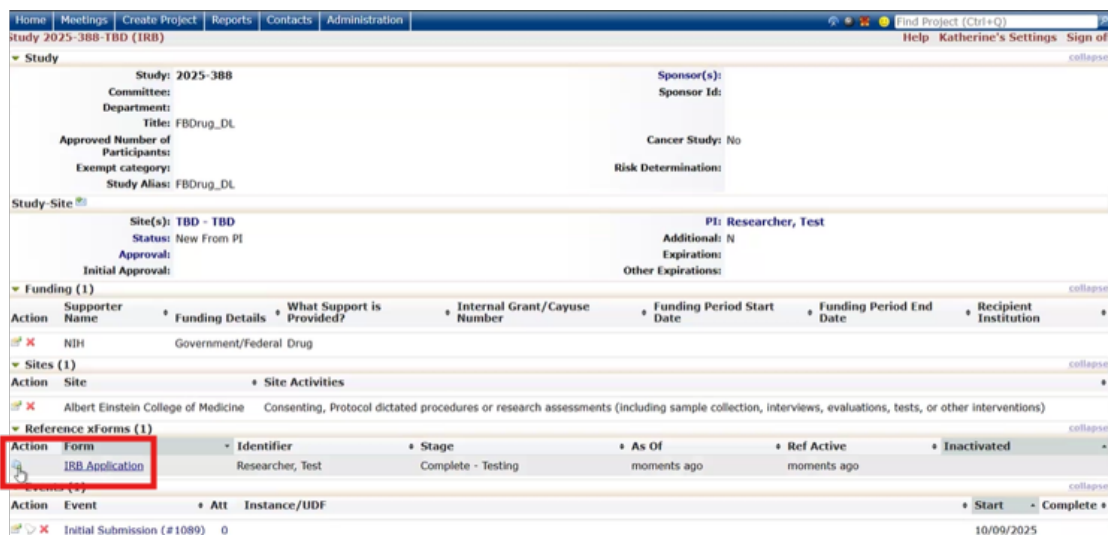 Home Meetings Create Project Reports Contacts Administration Find Project (Ctrl+Q)
Study 2025-388-TBD (IRB) Help Katherine's Settings Sign of
Study collapse
Study: 2025-388 Sponsor(s):
Committee: Sponsor Id:
Department:
Title: FBDrug_DL
Approved Number of Participants: Cancer Study: No
Exempt category: Risk Determination:
Study Alias: FBDrug_DL
Study-Site
Site(s): TBD - TBD PI: Researcher, Test
Status: New From PI Additional: N
Approval: Expiration:
Initial Approval: Other Expirations:
Funding (1) collapse
Action Supporter Name Funding Details What Support is Provided? Internal Grant/Cayuse Number Funding Period Start Date Funding Period End Date Recipient Institution
NIH Government/Federal Drug
Sites (1) collapse
Action Site Site Activities
Albert Einstein College of Medicine Consenting, Protocol dictated procedures or research assessments (including sample collection, interviews, evaluations, tests, or other interventions)
Reference xForms (1) collapse
Action Form Identifier Stage As Of Ref Active Inactivated
IRB Application Researcher, Test Complete - Testing moments ago moments ago
Events (1) collapse
Action Event Att Instance/UDF Start Complete
Initial Submission (#1089) 0 10/09/2025